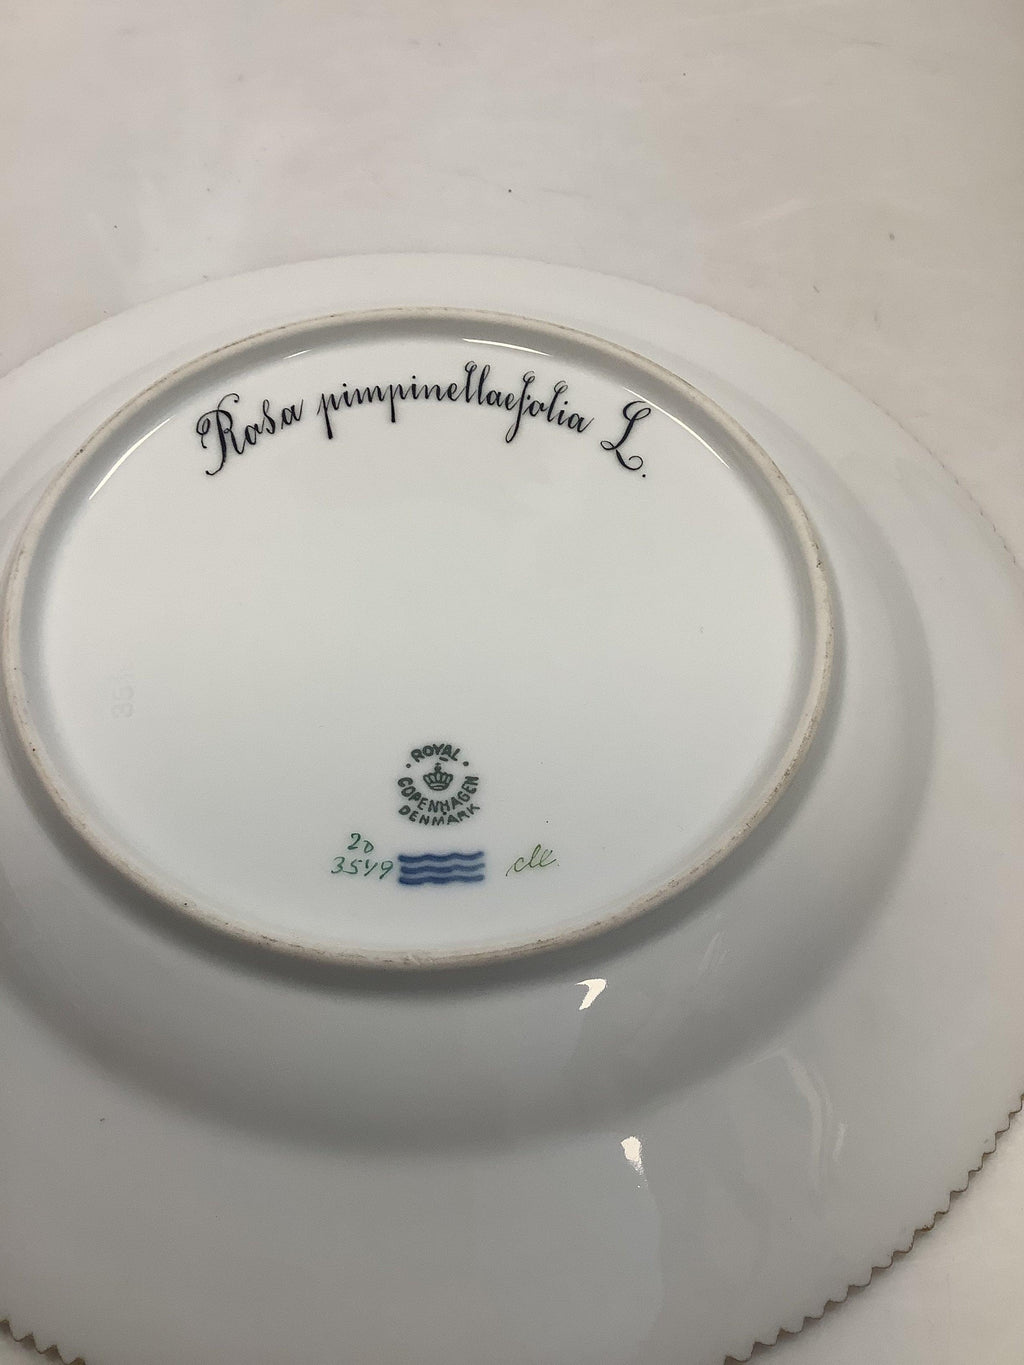 Rosa pimpinellaefolia L.
ROYAL
COPENHAGEN
DENMARK
20
3549